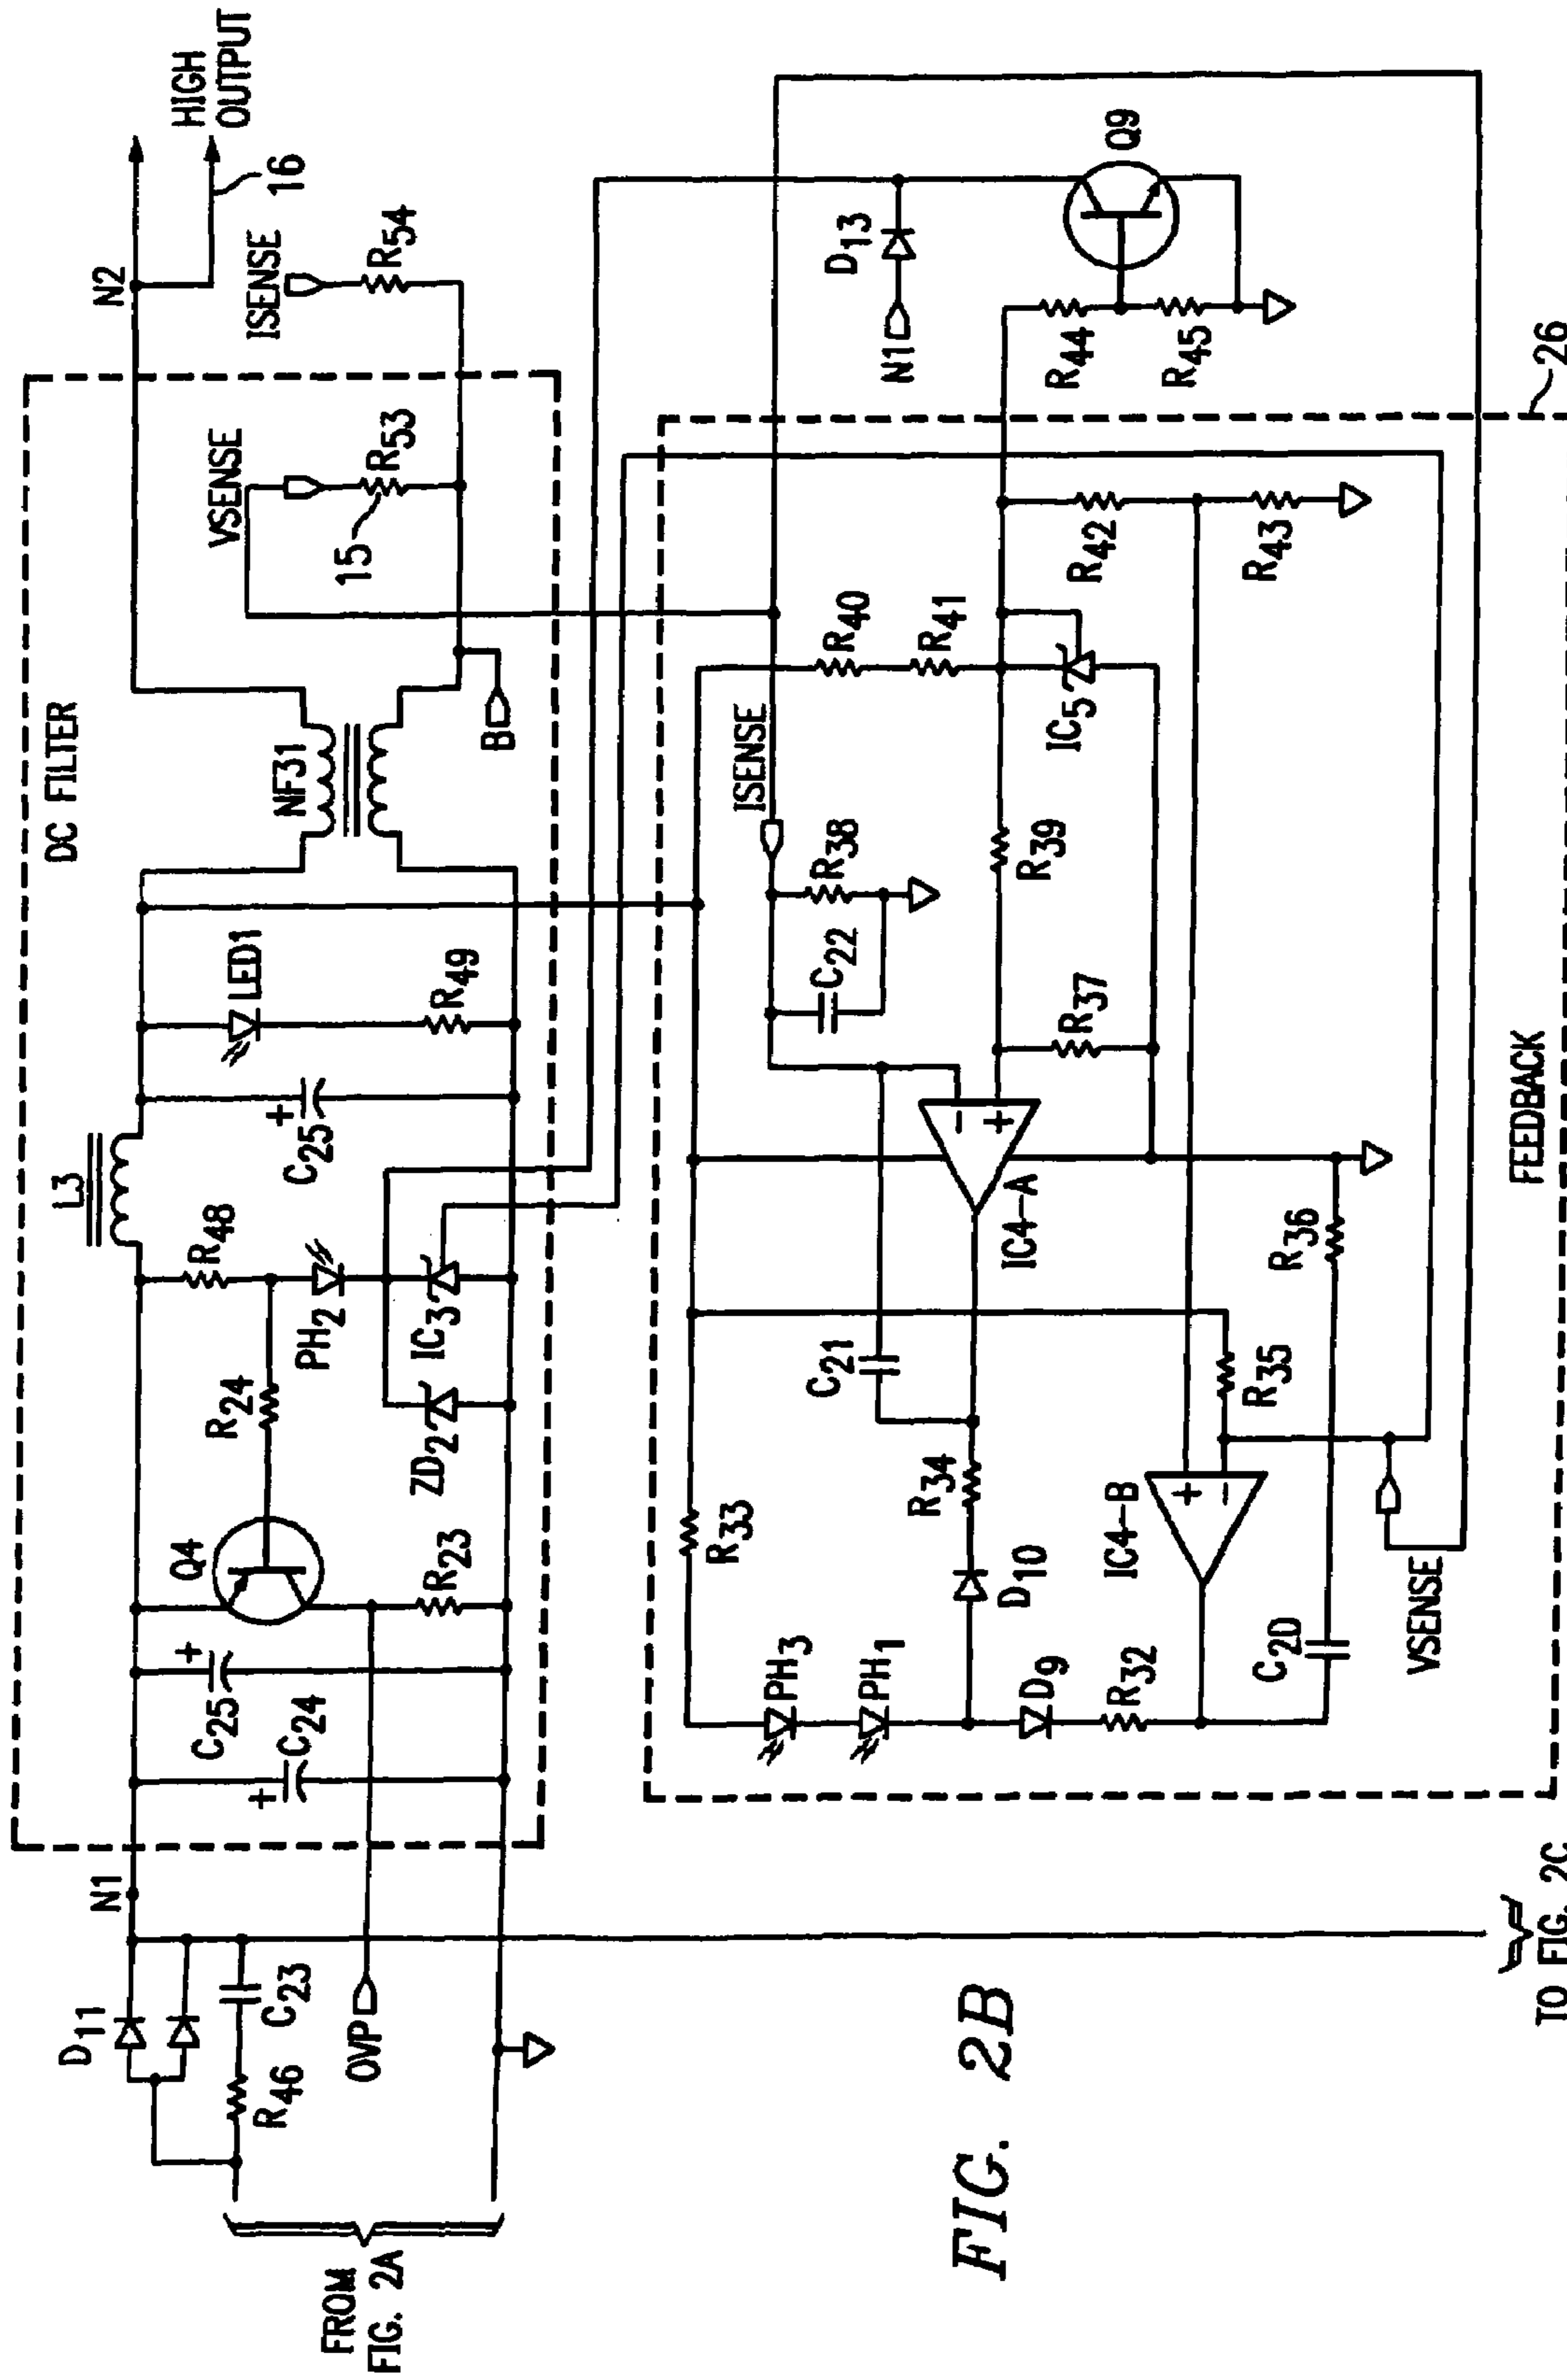 N2
HIGH
OUTPUT
16
ISENSE
R54
DC FILTER
VSENSE
15
R53
NF31
B
L3
LED1
R49
C25
+
R48
PH2
IC3
ZD2
R24
Q4
R23
C25
+
C24
+
N1
D11
C23
R46
OVP
FROM
FIG. 2A
D13
N1
Q9
R44
R45
26
R40
R41
IC5
R42
R43
ISENSE
R38
C22
R39
R37
-
+
IC4-A
C21
R36
R35
R34
R33
D10
PH3
PH1
D9
R32
IC4-B
+
-
C2D
VSENSE
FEEDBACK
TO FIG. 2C
FIG. 2B